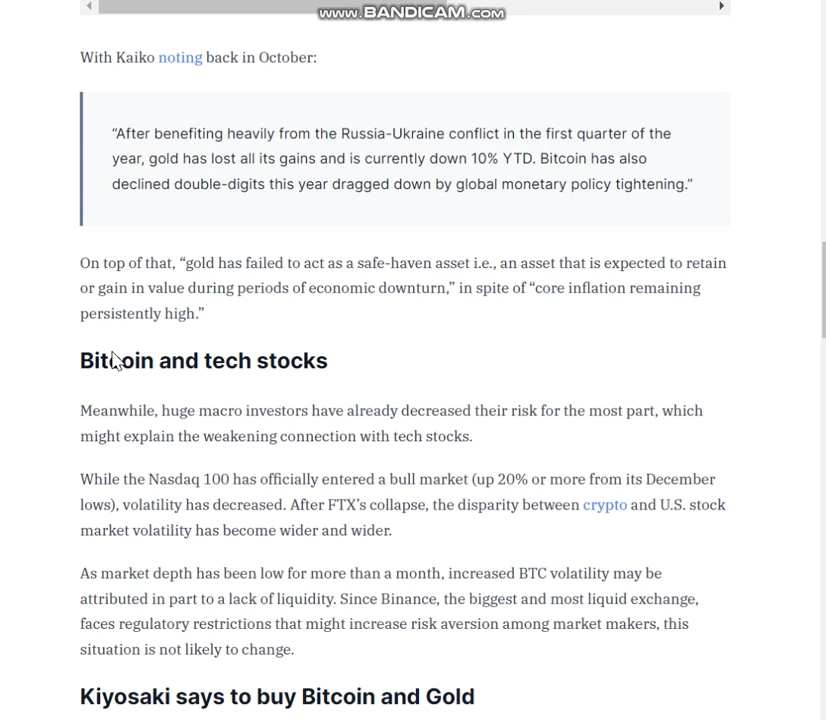 www.BANDICAM.com
With Kaiko noting back in October:
“After benefiting heavily from the Russia-Ukraine conflict in the first quarter of the
year, gold has lost all its gains and is currently down 10% YTD. Bitcoin has also
declined double-digits this year dragged down by global monetary policy tightening.”
On top of that, “gold has failed to act as a safe-haven asset i.e., an asset that is expected to retain
or gain in value during periods of economic downturn,” in spite of “core inflation remaining
persistently high.”
Bitcoin and tech stocks
Meanwhile, huge macro investors have already decreased their risk for the most part, which
might explain the weakening connection with tech stocks.
While the Nasdaq 100 has officially entered a bull market (up 20% or more from its December
lows), volatility has decreased. After FTX’s collapse, the disparity between crypto and U.S. stock
market volatility has become wider and wider.
As market depth has been low for more than a month, increased BTC volatility may be
attributed in part to a lack of liquidity. Since Binance, the biggest and most liquid exchange,
faces regulatory restrictions that might increase risk aversion among market makers, this
situation is not likely to change.
Kiyosaki says to buy Bitcoin and Gold